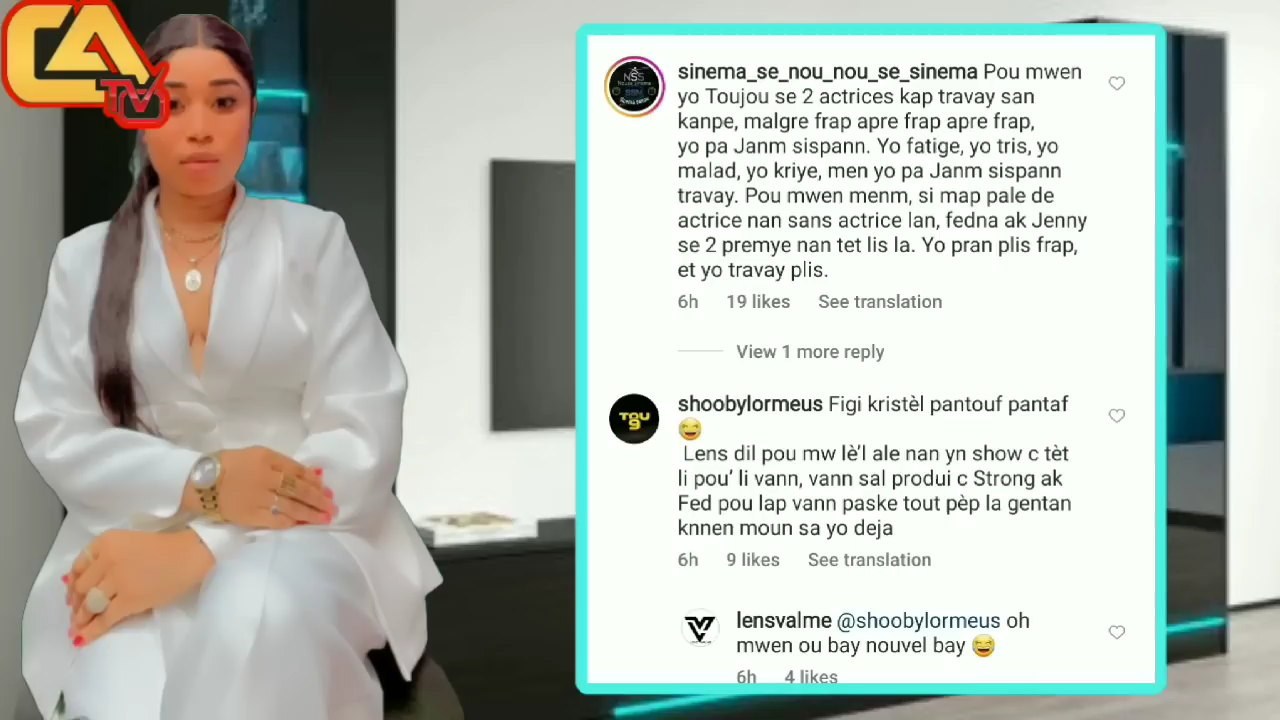 CA
TV
sinema_se_nou_nou_se_sinema Pou mwen
yo Toujou se 2 actrices kap travay san
kanpe, malgre frap apre frap apre frap,
yo pa Janm sispann. Yo fatige, yo tris, yo
malad, yo kriye, men yo pa Janm sispann
travay. Pou mwen menm, si map pale de
actrice nan sans actrice lan, fedna ak Jenny
se 2 premye nan tet lis la. Yo pran plis frap,
et yo travay plis.
6h 19 likes See translation
View 1 more reply
TOU
9
shoobylormeus Figi kristèl pantouf pantaf
😂
Lens dil pou mw lè'l ale nan yn show c tèt
li pou' li vann, vann sal produi c Strong ak
Fed pou lap vann paske tout pèp la gentan
knnen moun sa yo deja
6h 9 likes See translation
lensvalme @shoobylormeus oh
mwen ou bay nouvel bay 😂
6h 4 likes